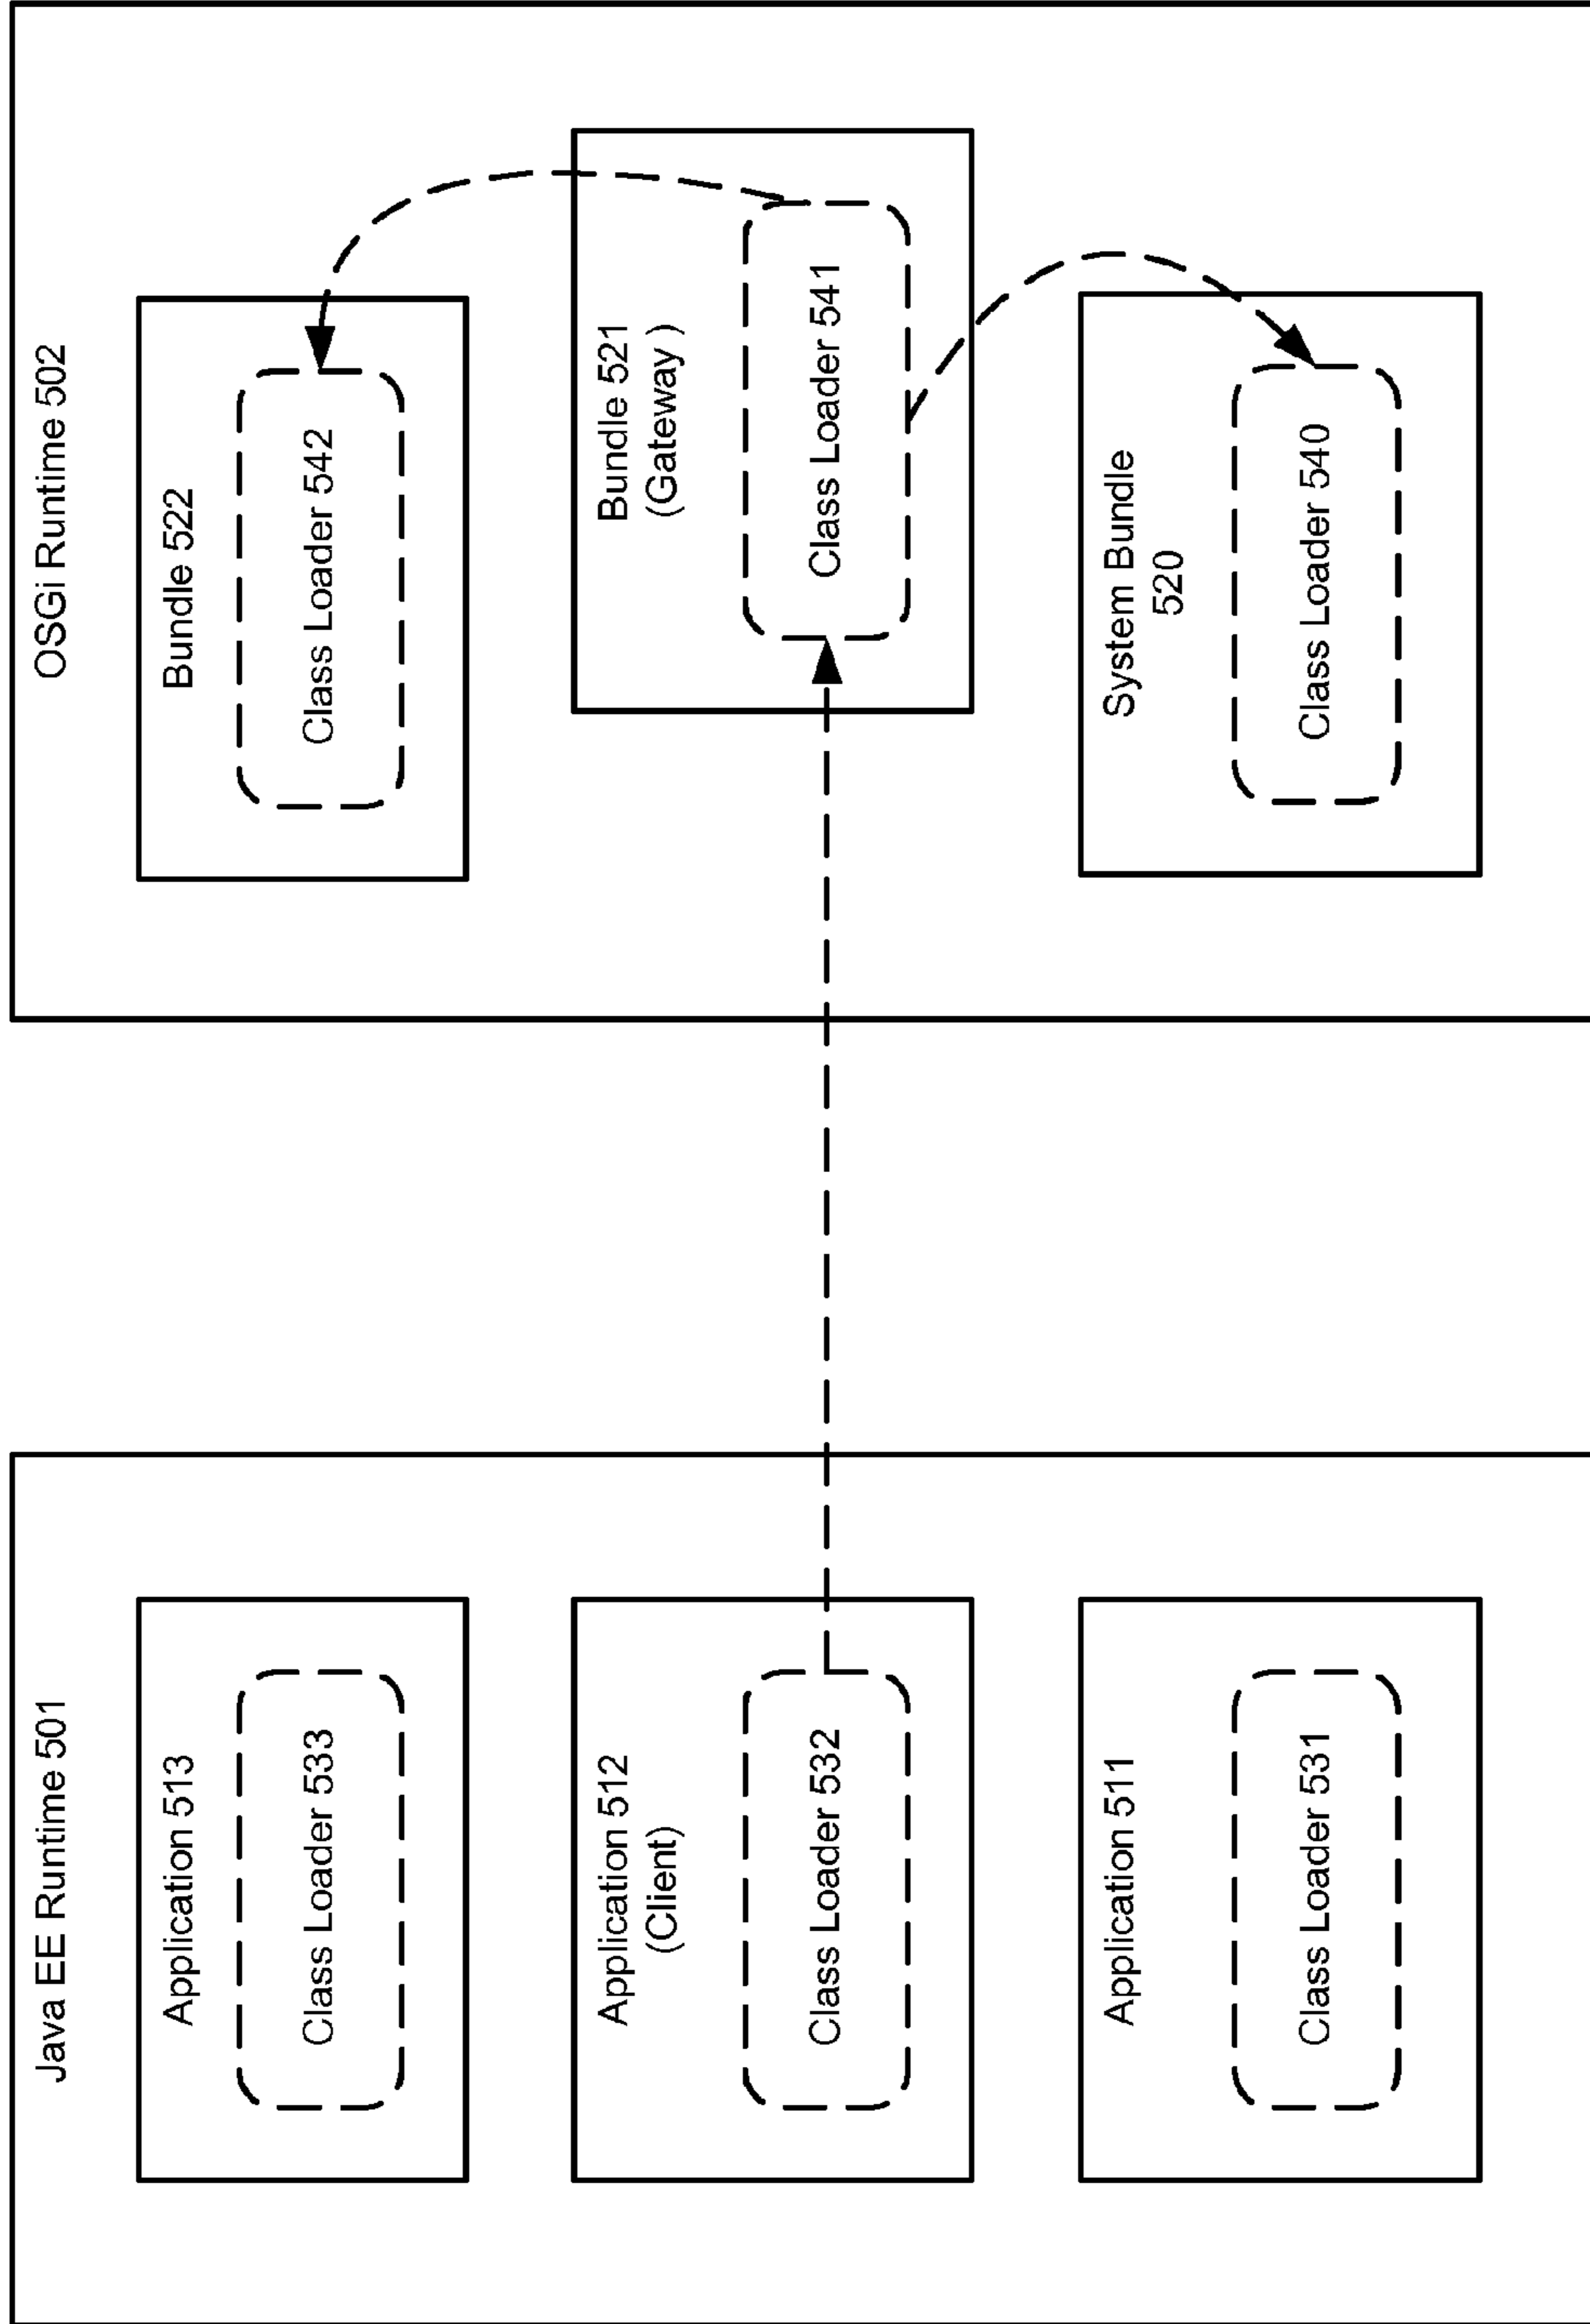 Java EE Runtime 501
Application 513
Class Loader 533
Application 512
(Client)
Class Loader 532
Application 511
Class Loader 531
OSGi Runtime 502
Bundle 522
Class Loader 542
Bundle 521
(Gateway )
Class Loader 541
System Bundle
520
Class Loader 540